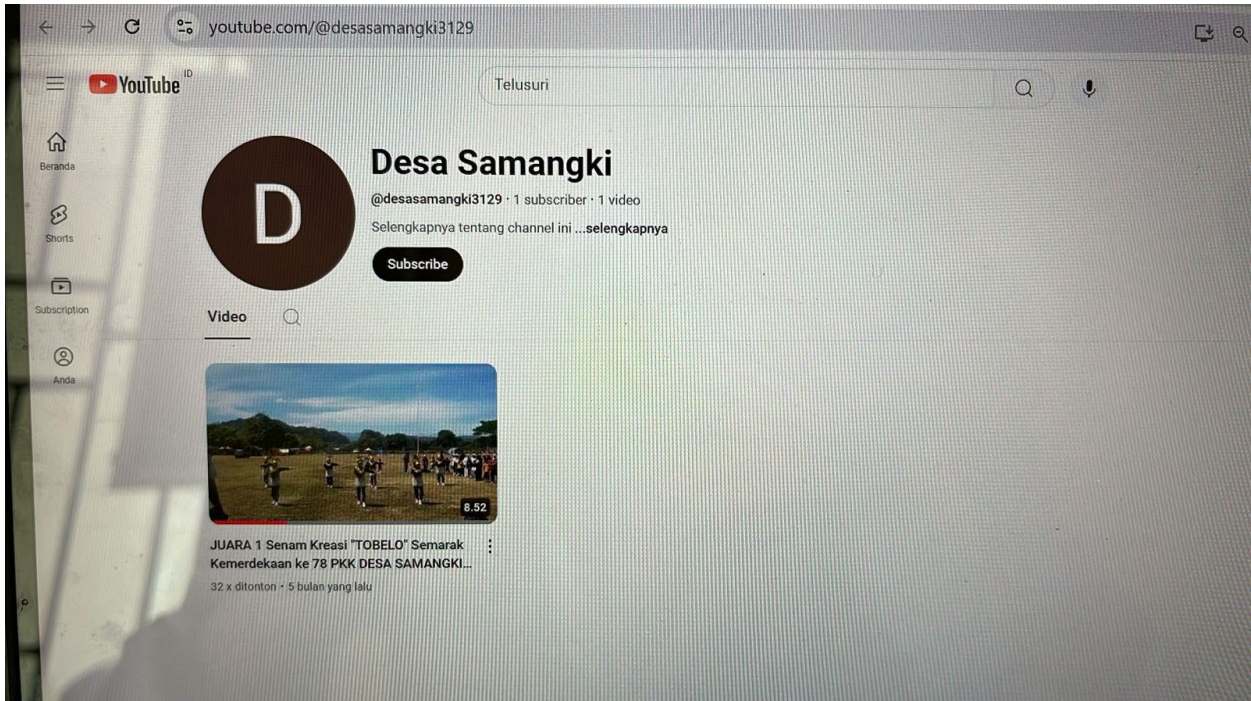 youtube.com/@desasamangki3129
YouTube ID
Telusuri
Beranda
Shorts
Subscription
Anda
D
Desa Samangki
@desasamangki3129 · 1 subscriber · 1 video
Selengkapnya tentang channel ini ...selengkapnya
Subscribe
Video
8.52
JUARA 1 Senam Kreasi "TOBELO" Semarak
Kemerdekaan ke 78 PKK DESA SAMANGKI...
32 x ditonton • 5 bulan yang lalu